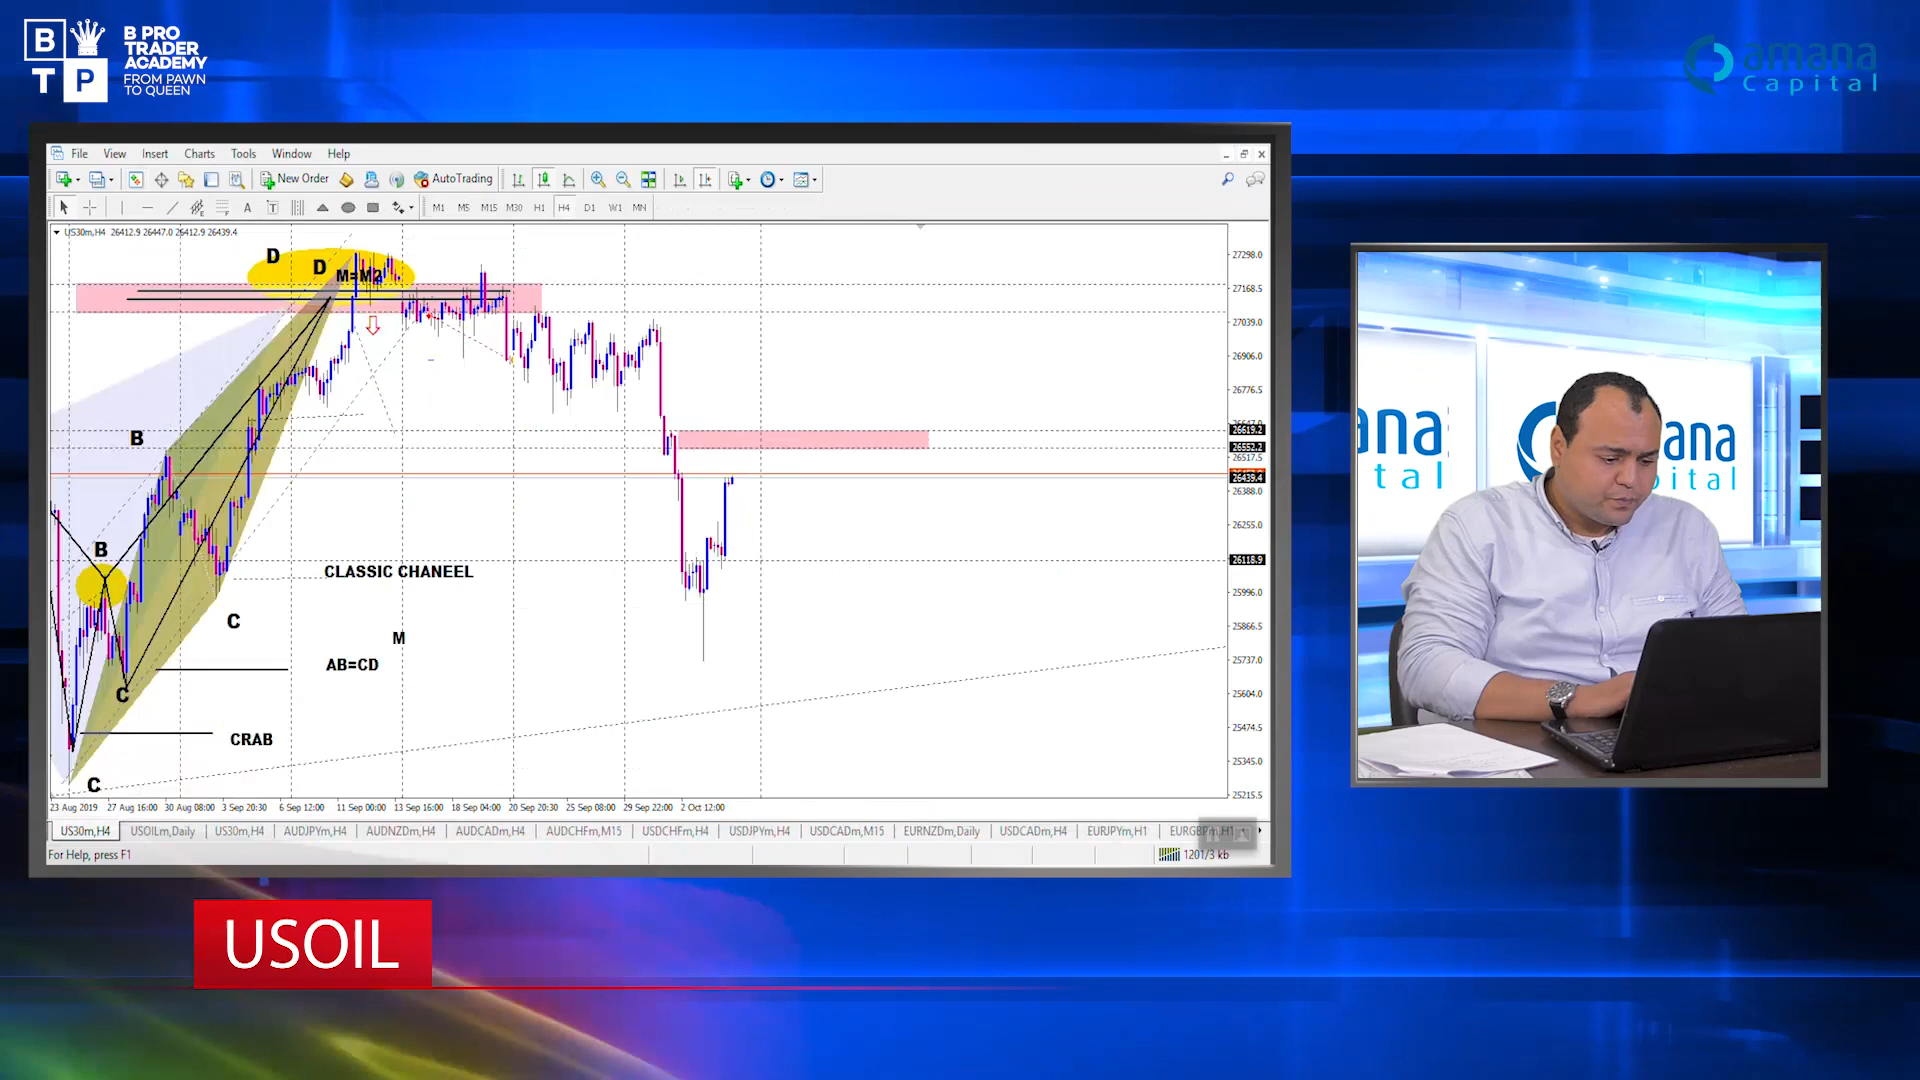 B
T P
B PRO
TRADER
ACADEMY
FROM PAWN
TO QUEEN
amana
capital
File View Insert Charts Tools Window Help
New Order AutoTrading
A T M1 M5 M15 M30 H1 H4 D1 W1 MN
US30m,H4 26412.9 26447.0 26412.9 26439.4
D
D
M=M2
B
B
C
C
C
CLASSIC CHANEEL
M
AB=CD
CRAB
27298.0
27168.5
27039.0
26906.0
26776.5
26619.2
26552.2
26517.5
26439.4
26388.0
26255.0
26118.9
25996.0
25866.5
25737.0
25604.0
25474.5
25345.0
25215.5
23 Aug 2019 27 Aug 16:00 30 Aug 08:00 3 Sep 20:30 6 Sep 12:00 11 Sep 00:00 13 Sep 16:00 18 Sep 04:00 20 Sep 20:30 25 Sep 08:00 29 Sep 22:00 2 Oct 12:00
US30m,H4 USOILm,Daily US30m,H4 AUDJPYm,H4 AUDNZDm,H4 AUDCADm,H4 AUDCHFm,M15 USDCHFm,H4 USDJPYm,H4 USDCADm,M15 EURNZDm,Daily USDCADm,H4 EURJPYm,H1 EURGBPm,H1
For Help, press F1
1201/3 kb
ana
ital
ana
ital
USOIL